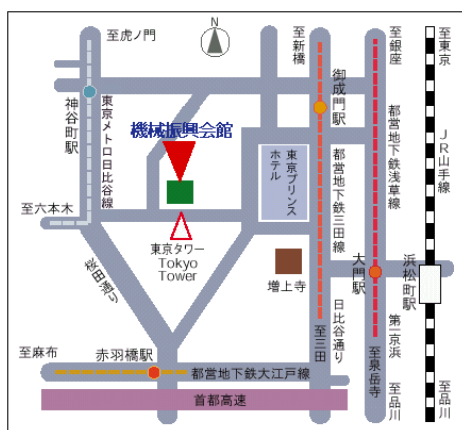 至虎ノ門
N
至新橋
至銀座
至東京
御成門駅
神谷町駅
東京メトロ日比谷線
機械振興会館
東京プリンス
ホテル
都営地下鉄三田線
都営地下鉄浅草線
JR山手線
至六本木
東京タワー
Tokyo
Tower
桜田通り
増上寺
大門駅
浜松町駅
日比谷通り
第一京浜
至三田
至泉岳寺
至品川
至麻布
赤羽橋駅
都営地下鉄大江戸線
首都高速